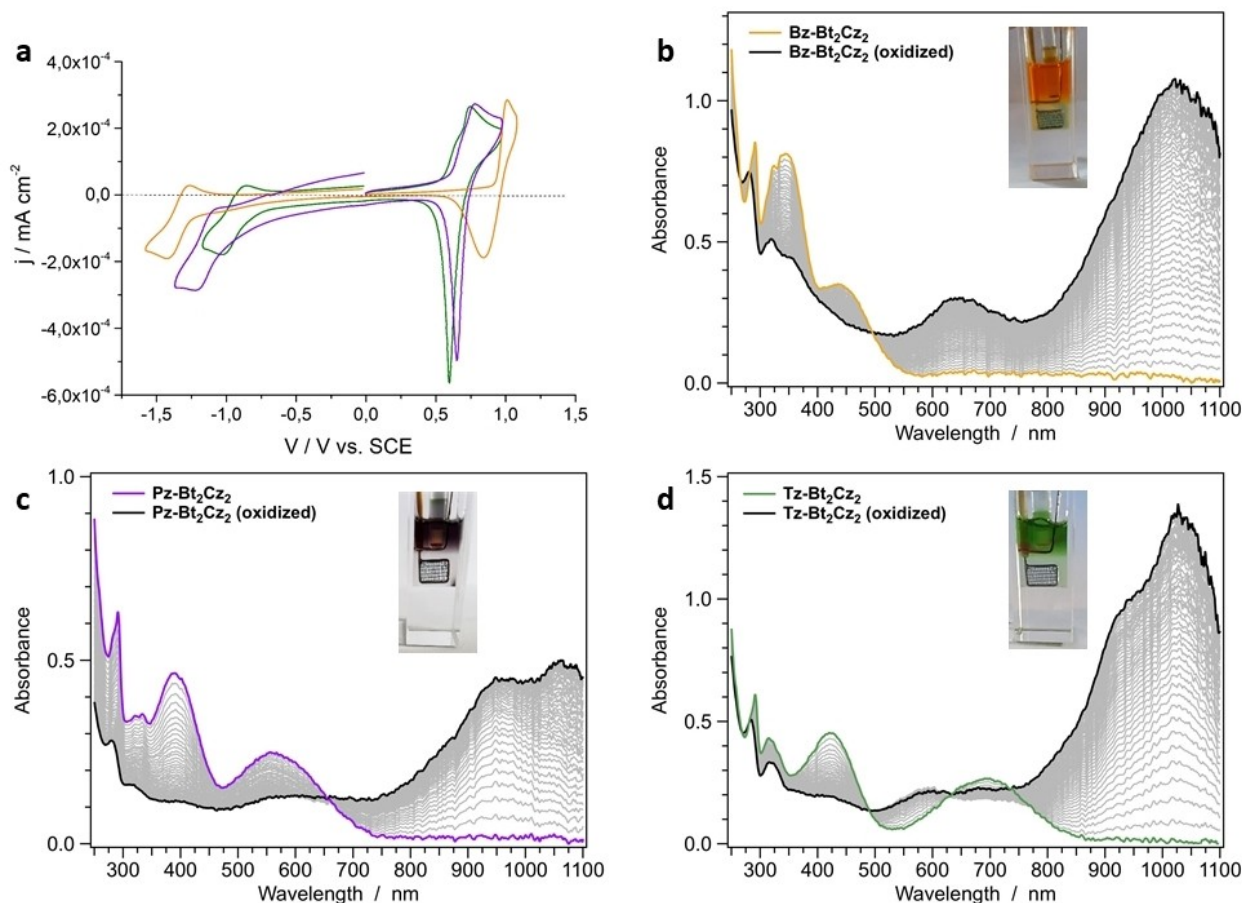 a
4,0x10⁻⁴
2,0x10⁻⁴
0,0
-2,0x10⁻⁴
-4,0x10⁻⁴
-6,0x10⁻⁴
j / mA cm⁻²
-1,5 -1,0 -0,5 0,0 0,5 1,0 1,5
V / V vs. SCE
b
Bz-Bt₂Cz₂
Bz-Bt₂Cz₂ (oxidized)
1.0
0.5
0.0
Absorbance
300 400 500 600 700 800 900 1000 1100
Wavelength / nm
c
Pz-Bt₂Cz₂
Pz-Bt₂Cz₂ (oxidized)
1.0
0.5
0.0
Absorbance
300 400 500 600 700 800 900 1000 1100
Wavelength / nm
d
Tz-Bt₂Cz₂
Tz-Bt₂Cz₂ (oxidized)
1.5
1.0
0.5
0.0
Absorbance
300 400 500 600 700 800 900 1000 1100
Wavelength / nm